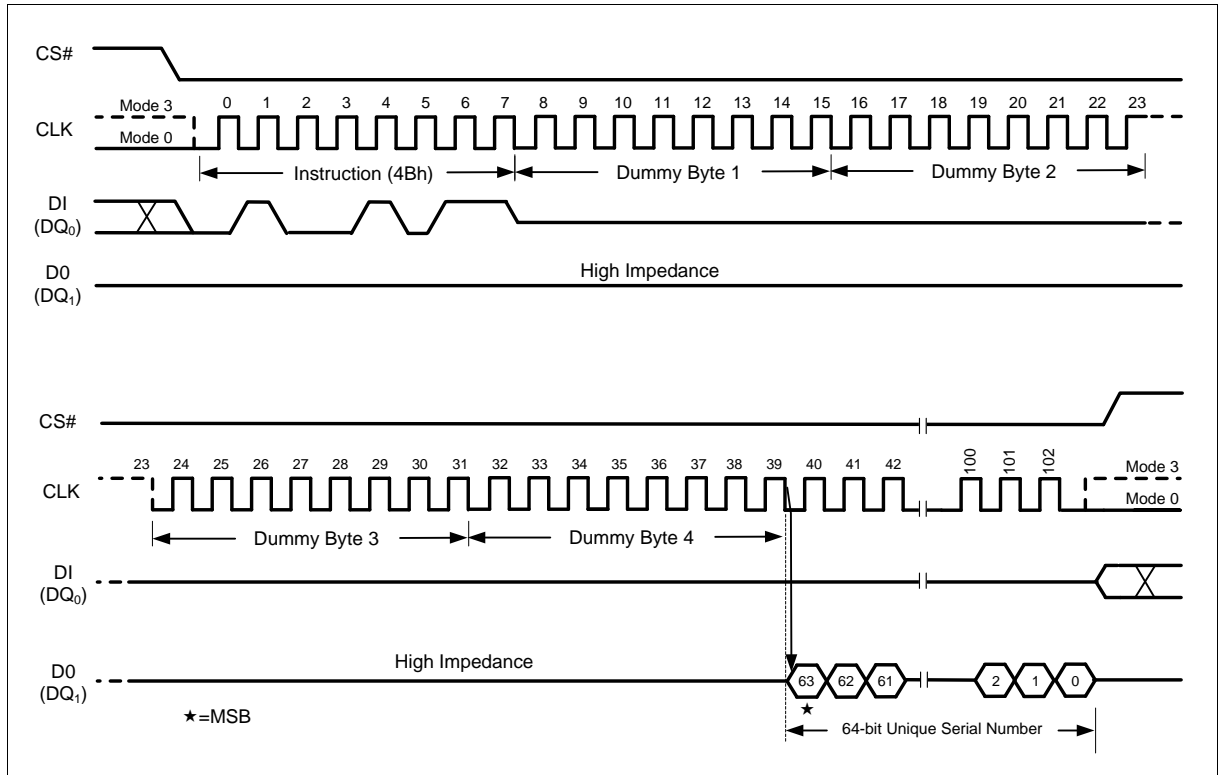 CS#
Mode 3
0 1 2 3 4 5 6 7 8 9 10 11 12 13 14 15 16 17 18 19 20 21 22 23
CLK
Mode 0
Instruction (4Bh)
Dummy Byte 1
Dummy Byte 2
DI
(DQ0)
D0
(DQ1)
High Impedance
CS#
23 24 25 26 27 28 29 30 31 32 33 34 35 36 37 38 39 40 41 42 100 101 102
Mode 3
CLK
Mode 0
Dummy Byte 3
Dummy Byte 4
DI
(DQ0)
D0
(DQ1)
High Impedance
63 62 61 2 1 0
★
★=MSB
64-bit Unique Serial Number